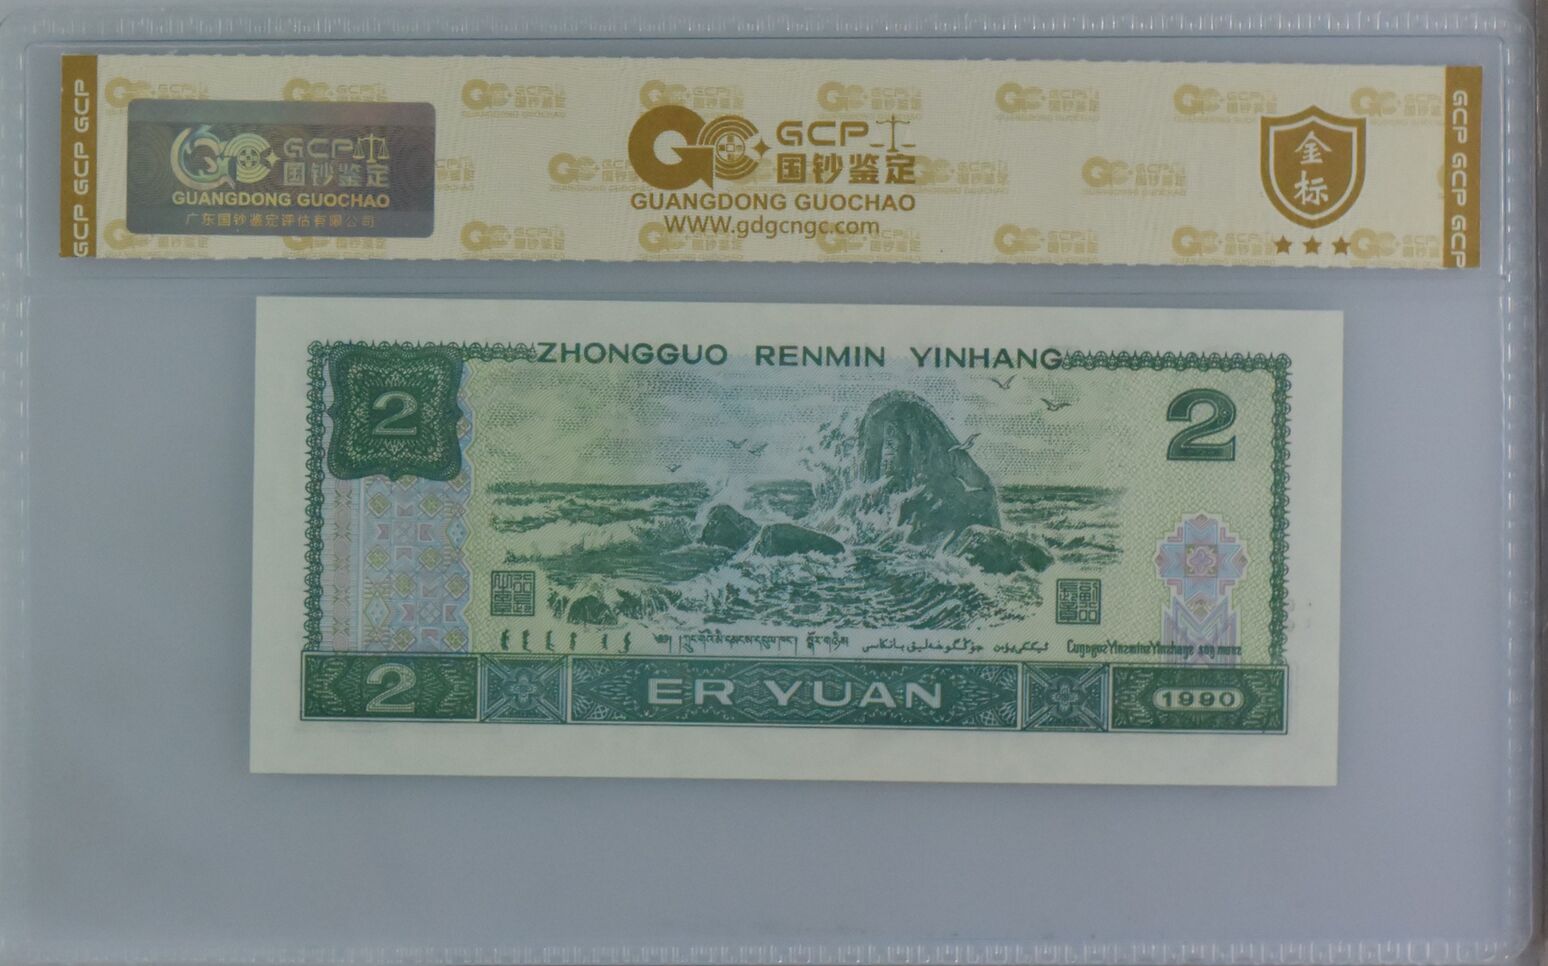 GCP GCP GCP
GCP
国钞鉴定
GUANGDONG GUOCHAO
广东国钞鉴定评估有限公司
GCP
国钞鉴定
GUANGDONG GUOCHAO
WWW.gdgcngc.com
金标
GCP GCP GCP
ZHONGGUO RENMIN YINHANG
2
2
2
ER YUAN
1990